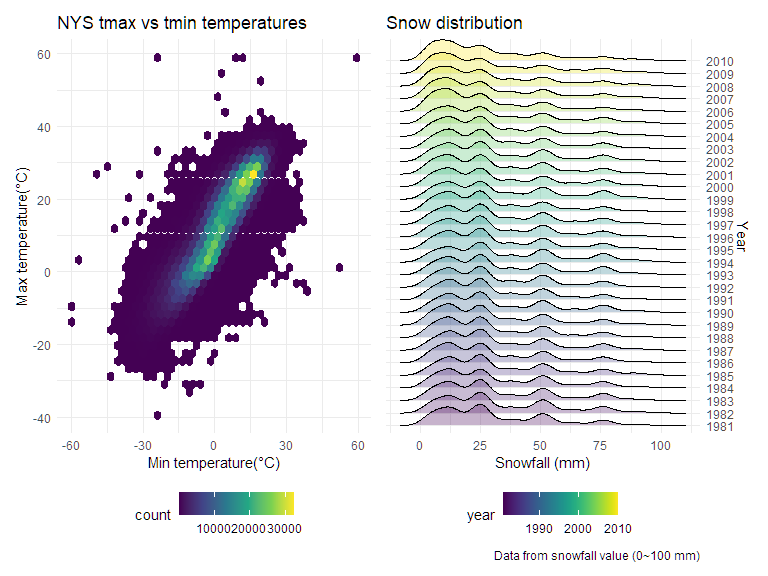 NYS tmax vs tmin temperatures
60
40
20
0
-20
-40
Max temperature(°C)
-60 -30 0 30 60
Min temperature(°C)
count
10000 20000 30000
Snow distribution
2010
2009
2008
2007
2006
2005
2004
2003
2002
2001
2000
1999
1998
1997
1996
1995
1994
1993
1992
1991
1990
1989
1988
1987
1986
1985
1984
1983
1982
1981
Year
0 25 50 75 100
Snowfall (mm)
year
1990 2000 2010
Data from snowfall value (0~100 mm)